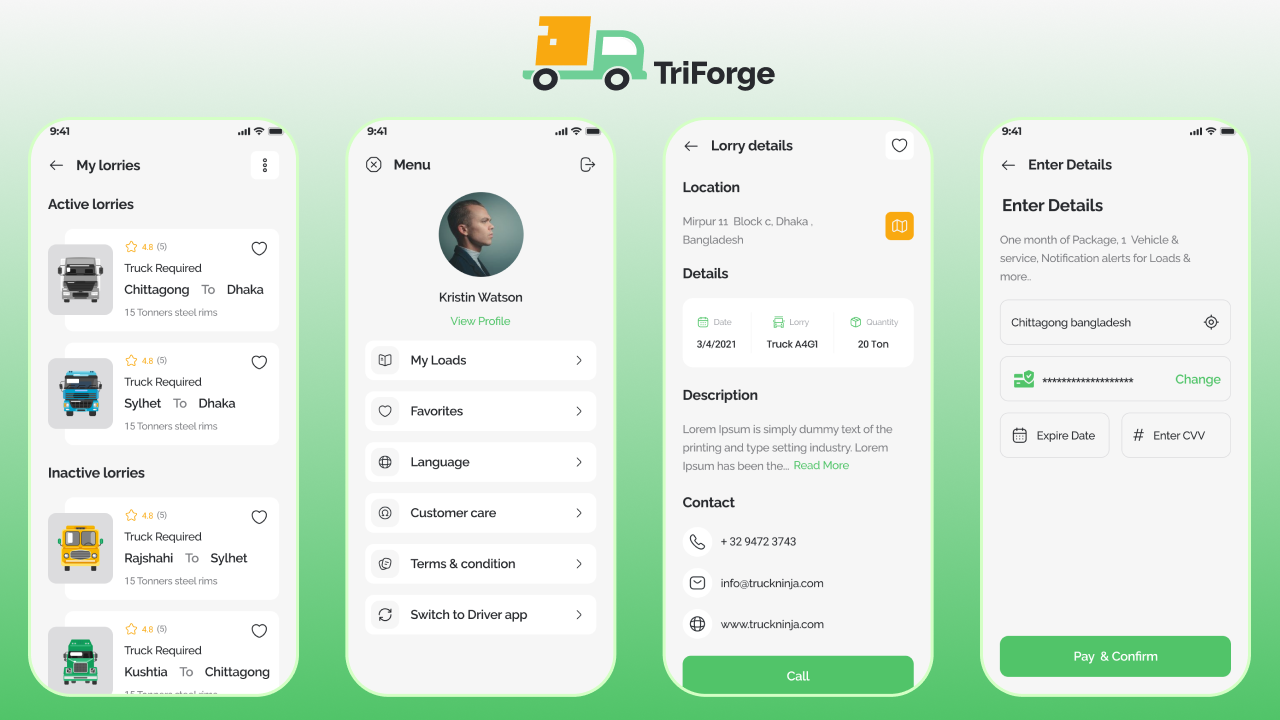 TriForge
9:41
My lorries
Active lorries
4.8 (5)
Truck Required
Chittagong To Dhaka
15 Tonners steel rims
4.8 (5)
Truck Required
Sylhet To Dhaka
15 Tonners steel rims
Inactive lorries
4.8 (5)
Truck Required
Rajshahi To Sylhet
15 Tonners steel rims
4.8 (5)
Truck Required
Kushtia To Chittagong
15 Tonners steel rims
9:41
Menu
Kristin Watson
View Profile
My Loads
Favorites
Language
Customer care
Terms & condition
Switch to Driver app
Lorry details
Location
Mirpur 11 Block c, Dhaka ,
Bangladesh
Details
Date Lorry Quantity
3/4/2021 Truck A4G1 20 Ton
Description
Lorem Ipsum is simply dummy text of the
printing and type setting industry. Lorem
Ipsum has been the... Read More
Contact
+ 32 9472 3743
info@truckninja.com
www.truckninja.com
Call
9:41
Enter Details
Enter Details
One month of Package, 1 Vehicle &
service, Notification alerts for Loads &
more..
Chittagong bangladesh
******************* Change
Expire Date # Enter CVV
Pay & Confirm